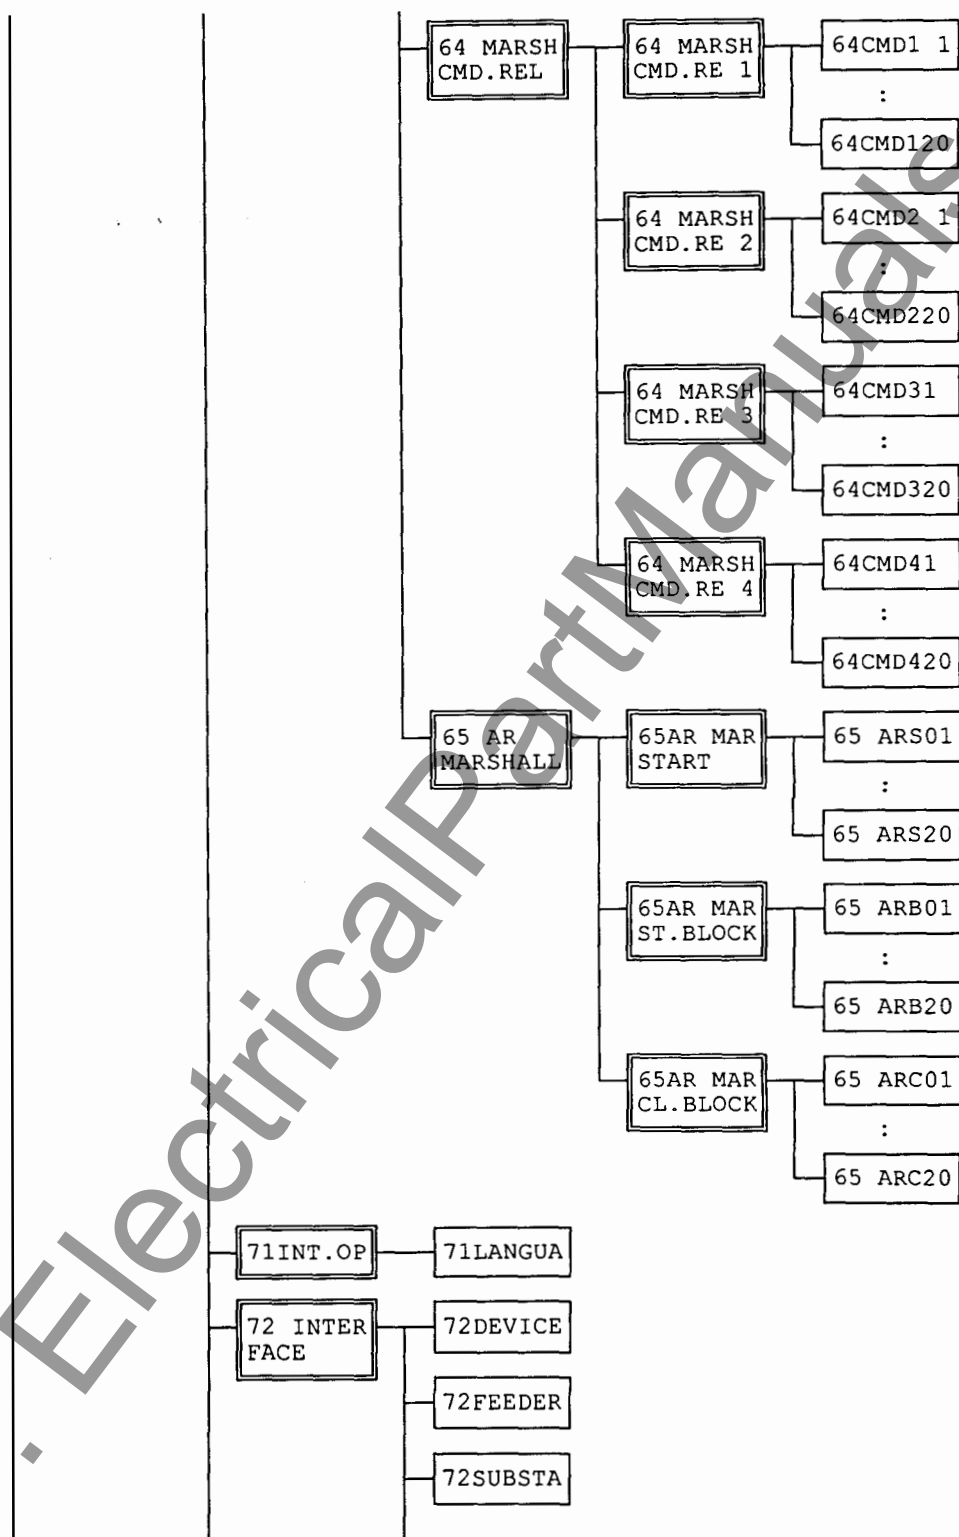 64 MARSH
CMD.REL
64 MARSH
CMD.RE 1
64CMD1 1
:
64CMD120
64 MARSH
CMD.RE 2
64CMD2 1
:
64CMD220
64 MARSH
CMD.RE 3
64CMD31
:
64CMD320
64 MARSH
CMD.RE 4
64CMD41
:
64CMD420
65 AR
MARSHALL
65AR MAR
START
65 ARS01
:
65 ARS20
65AR MAR
ST.BLOCK
65 ARB01
:
65 ARB20
65AR MAR
CL.BLOCK
65 ARC01
:
65 ARC20
71INT.OP
71LANGUA
72 INTER
FACE
72DEVICE
72FEEDER
72SUBSTA
. ElectricalPartManuals